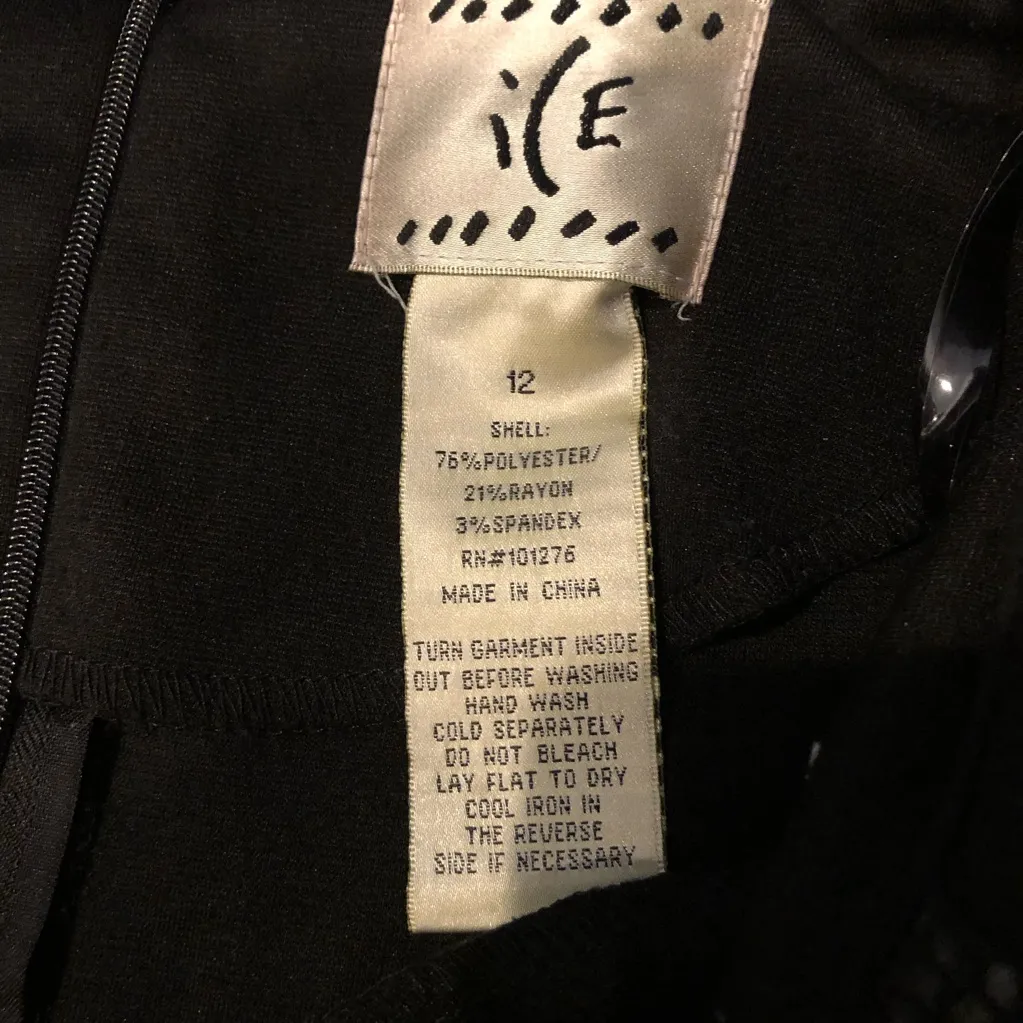 iCE
12
SHELL:
76%POLYESTER/
21%RAYON
3%SPANDEX
RN#101276
MADE IN CHINA
TURN GARMENT INSIDE
OUT BEFORE WASHING
HAND WASH
COLD SEPARATELY
DO NOT BLEACH
LAY FLAT TO DRY
COOL IRON IN
THE REVERSE
SIDE IF NECESSARY